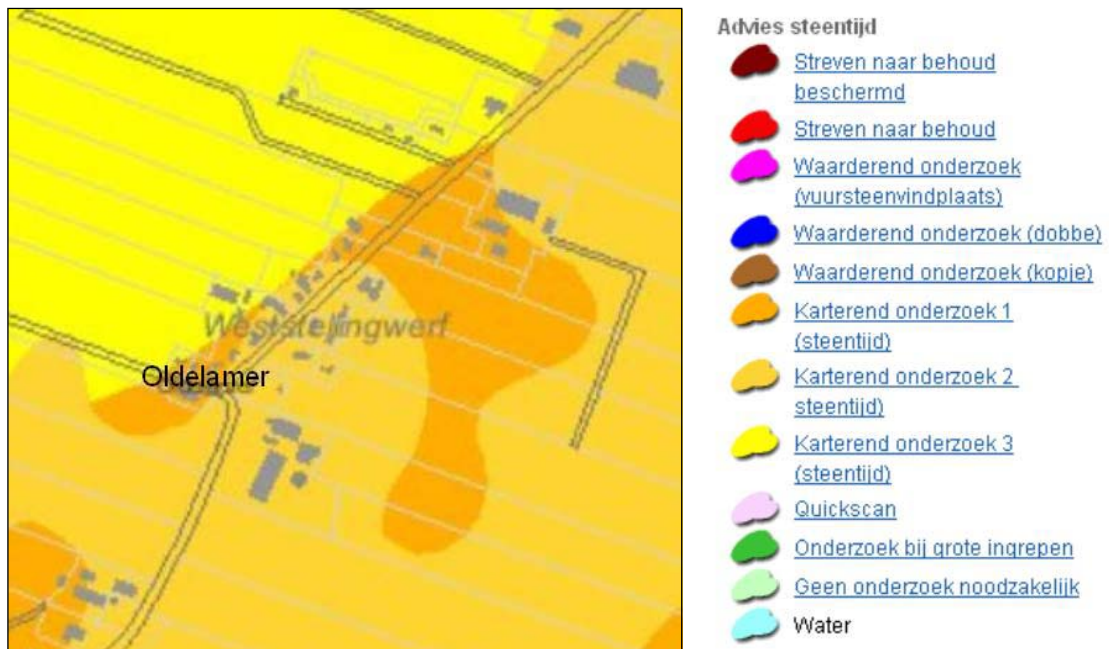 Weststellingwerf
Oldelamer
Advies steentijd
Streven naar behoud
beschermd
Streven naar behoud
Waarderend onderzoek
(vuursteenvindplaats)
Waarderend onderzoek (dobbe)
Waarderend onderzoek (kopje)
Karterend onderzoek 1
(steentijd)
Karterend onderzoek 2
steentijd)
Karterend onderzoek 3
(steentijd)
Quickscan
Onderzoek bij grote ingrepen
Geen onderzoek noodzakelijk
Water